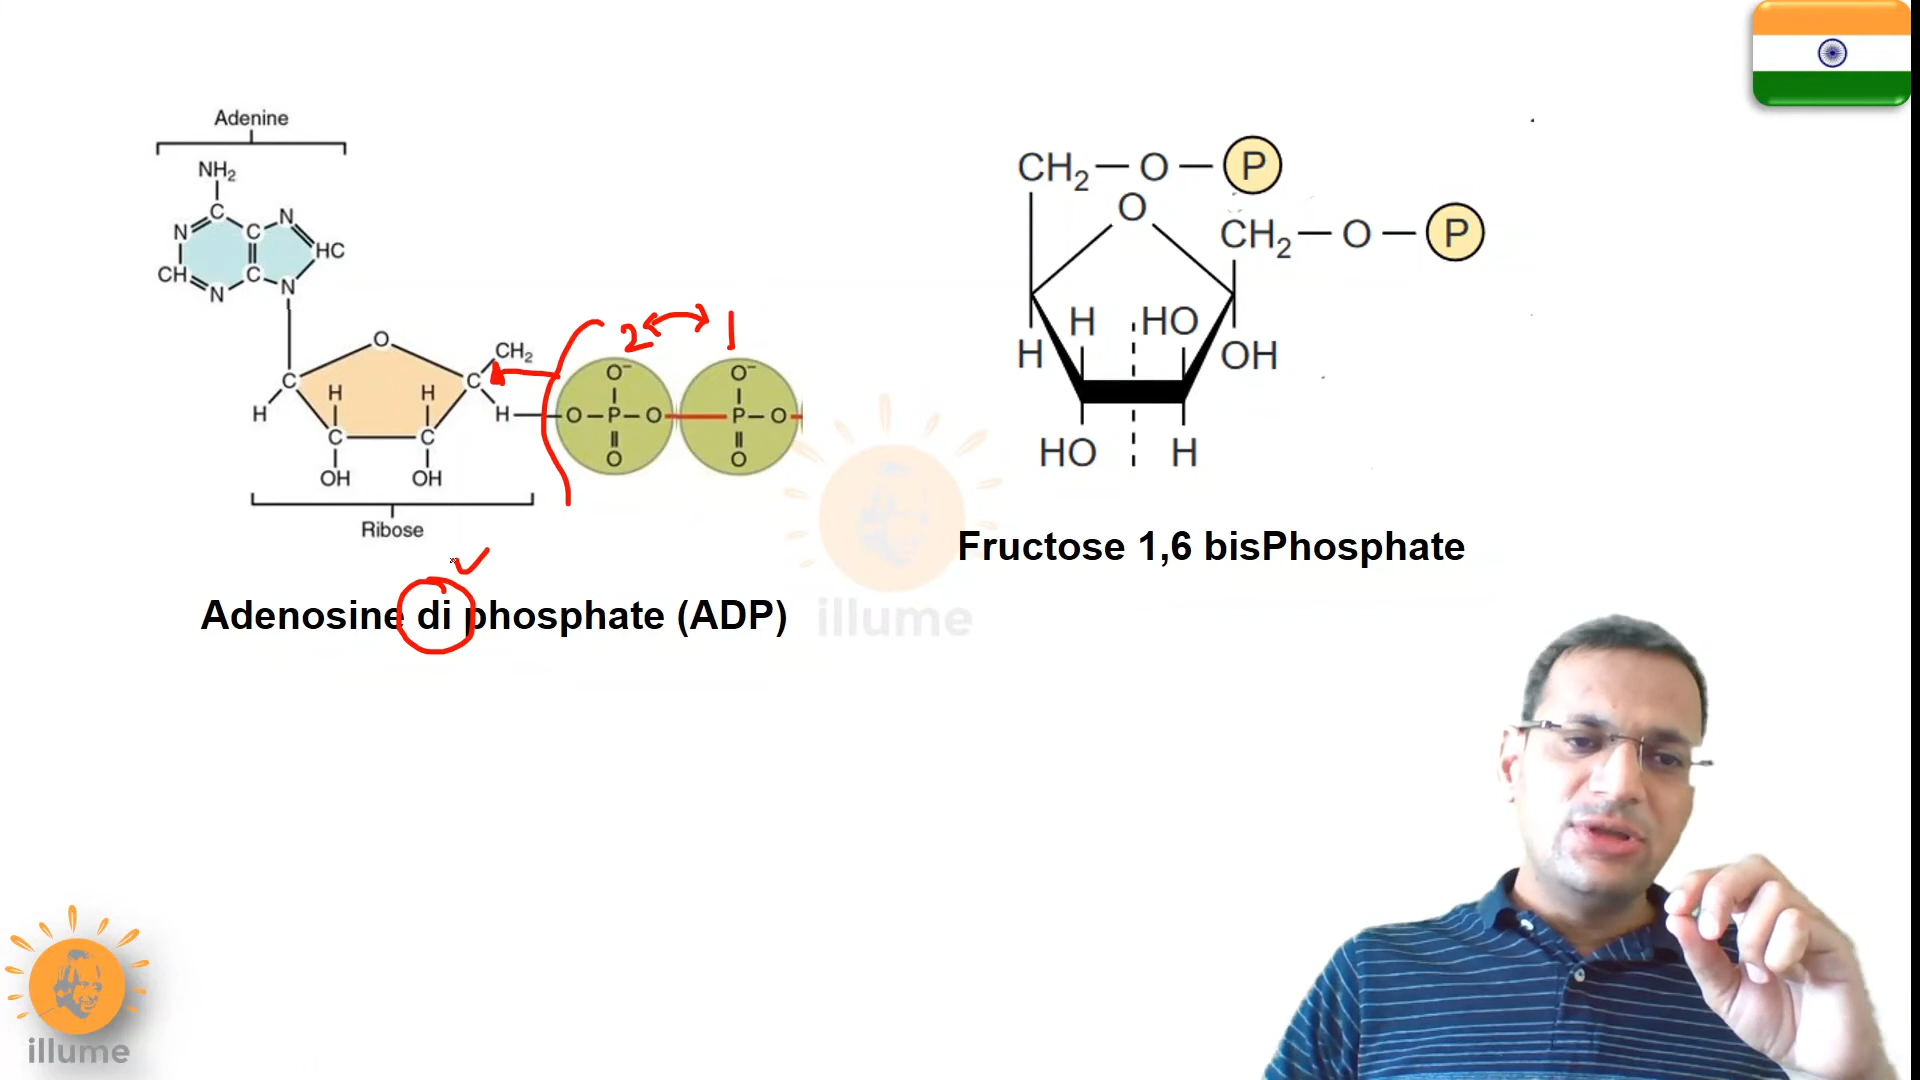 Adenine
NH2
C
N
N
C
HC
CH
C
N
N
O
CH2
C
C
H
H
H
H
C
C
OH
OH
Ribose
2 1
O⁻
O⁻
O–P–O
P–O
O
O
Adenosine di phosphate (ADP)
CH2–O–P
O
CH2–O–P
H
HO
H
OH
HO
H
Fructose 1,6 bisPhosphate
illume
illume